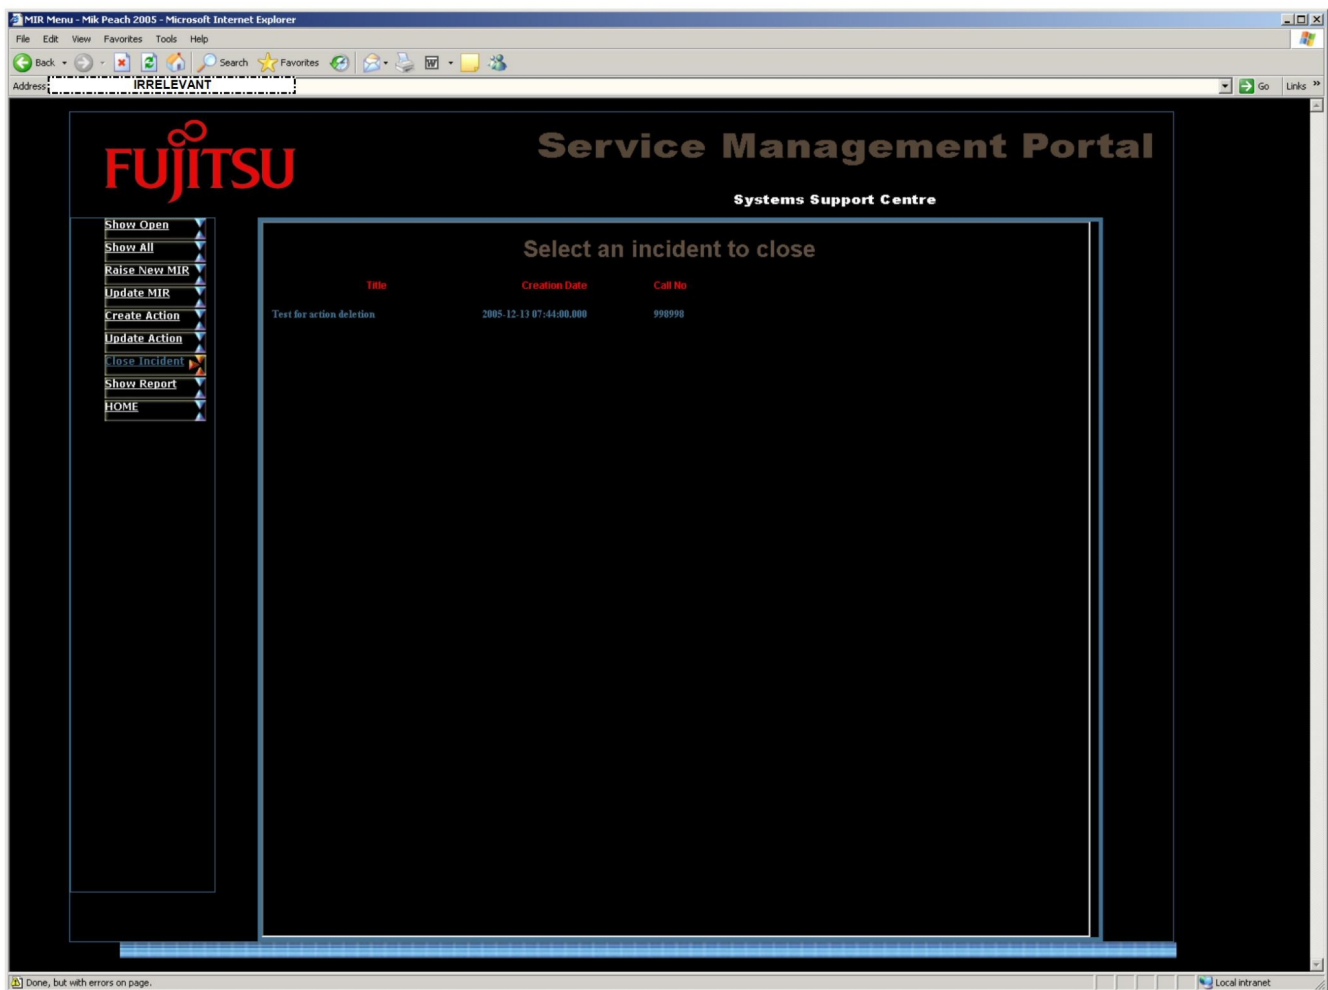 MIR Menu - Mik Peach 2005 - Microsoft Internet Explorer
File Edit View Favorites Tools Help
Back Search Favorites
Address IRRELEVANT Go Links »
FUJITSU
Service Management Portal
Systems Support Centre
Show Open
Show All
Raise New MIR
Update MIR
Create Action
Update Action
Close Incident
Show Report
HOME
Select an incident to close
Title Creation Date Call No
Test for action deletion 2005-12-13 07:44:00.000 998990
Done, but with errors on page. Local intranet